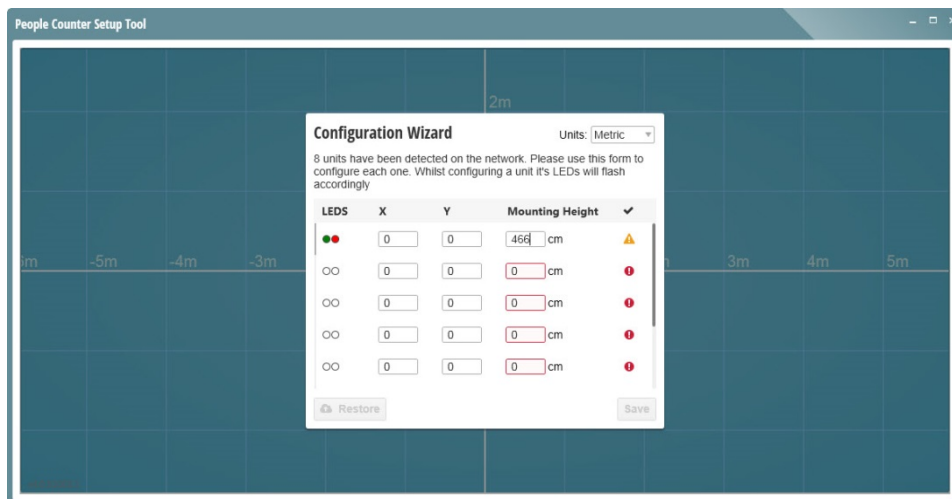 People Counter Setup Tool
2m
Configuration Wizard
Units: Metric
8 units have been detected on the network. Please use this form to
configure each one. Whilst configuring a unit it's LEDs will flash
accordingly
LEDS X Y Mounting Height
0 0 466 cm
-5m -4m -3m 3m 4m 5m
0 0 0 cm
0 0 0 cm
0 0 0 cm
0 0 0 cm
Restore Save